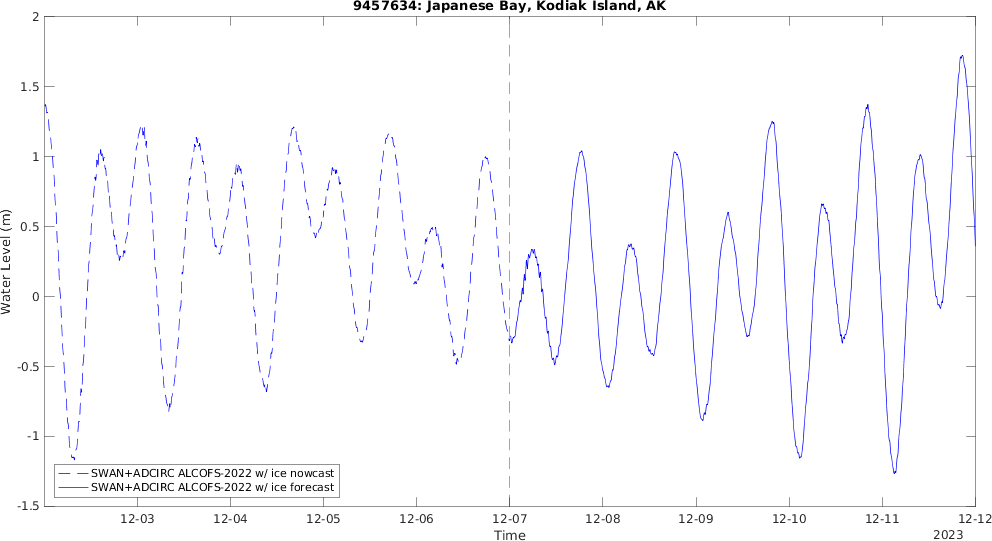 9457634: Japanese Bay, Kodiak Island, AK
2
1.5
1
0.5
0
-0.5
-1
-1.5
Water Level (m)
SWAN+ADCIRC ALCOFS-2022 w/ ice nowcast
SWAN+ADCIRC ALCOFS-2022 w/ ice forecast
12-03 12-04 12-05 12-06 12-07 12-08 12-09 12-10 12-11 12-12
Time
2023